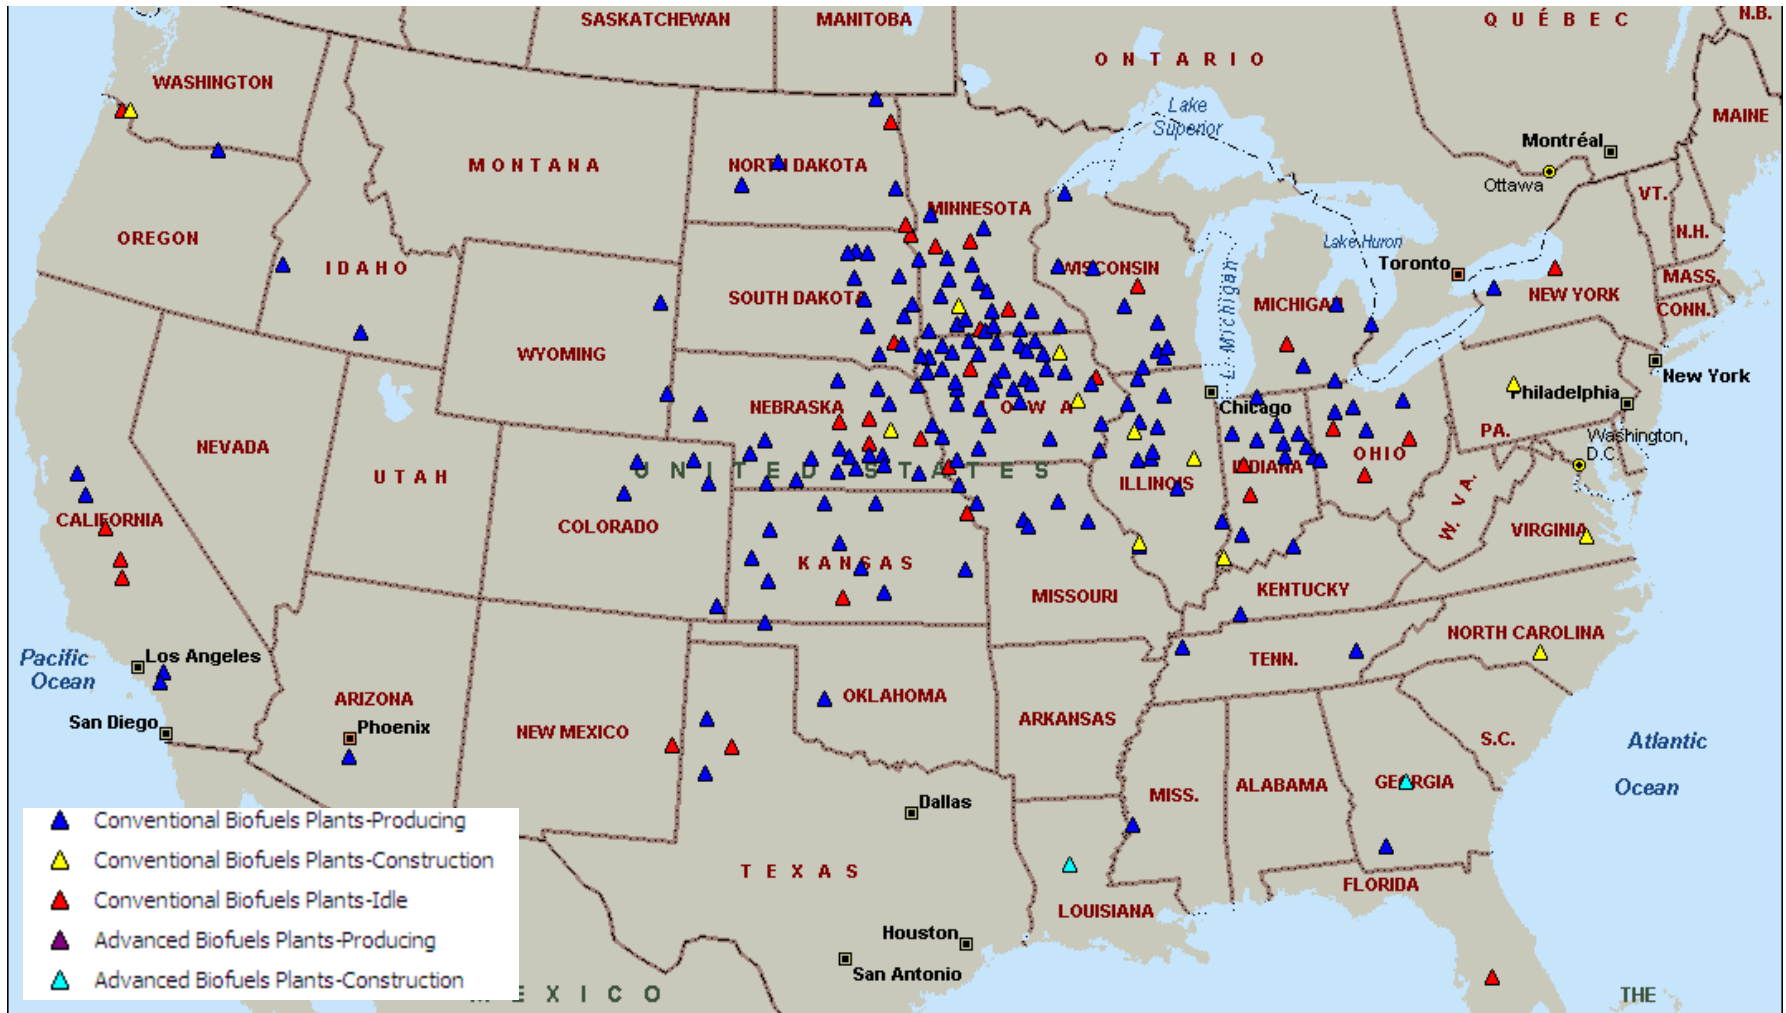 SASKATCHEWAN
MANITOBA
QUÉBEC
N.B.
ONTARIO
WASHINGTON
Lake
Superior
MAINE
Montréal
MONTANA
NORTH DAKOTA
Ottawa
VT.
MINNESOTA
OREGON
N.H.
Lake Huron
IDAHO
WISCONSIN
Toronto
MASS.
SOUTH DAKOTA
L. Michigan
MICHIGAN
NEW YORK
CONN.
WYOMING
New York
Philadelphia
NEBRASKA
IOWA
Chicago
PA.
Washington,
D.C.
NEVADA
OHIO
UTAH
UNITED STATES
INDIANA
ILLINOIS
W. VA.
CALIFORNIA
COLORADO
VIRGINIA
KANSAS
KENTUCKY
MISSOURI
NORTH CAROLINA
Pacific
Ocean
Los Angeles
TENN.
ARIZONA
OKLAHOMA
San Diego
Phoenix
NEW MEXICO
ARKANSAS
S.C.
Atlantic
Ocean
GEORGIA
ALABAMA
MISS.
Dallas
TEXAS
FLORIDA
LOUISIANA
Houston
San Antonio
Conventional Biofuels Plants-Producing
Conventional Biofuels Plants-Construction
Conventional Biofuels Plants-Idle
Advanced Biofuels Plants-Producing
Advanced Biofuels Plants-Construction
MEXICO
THE